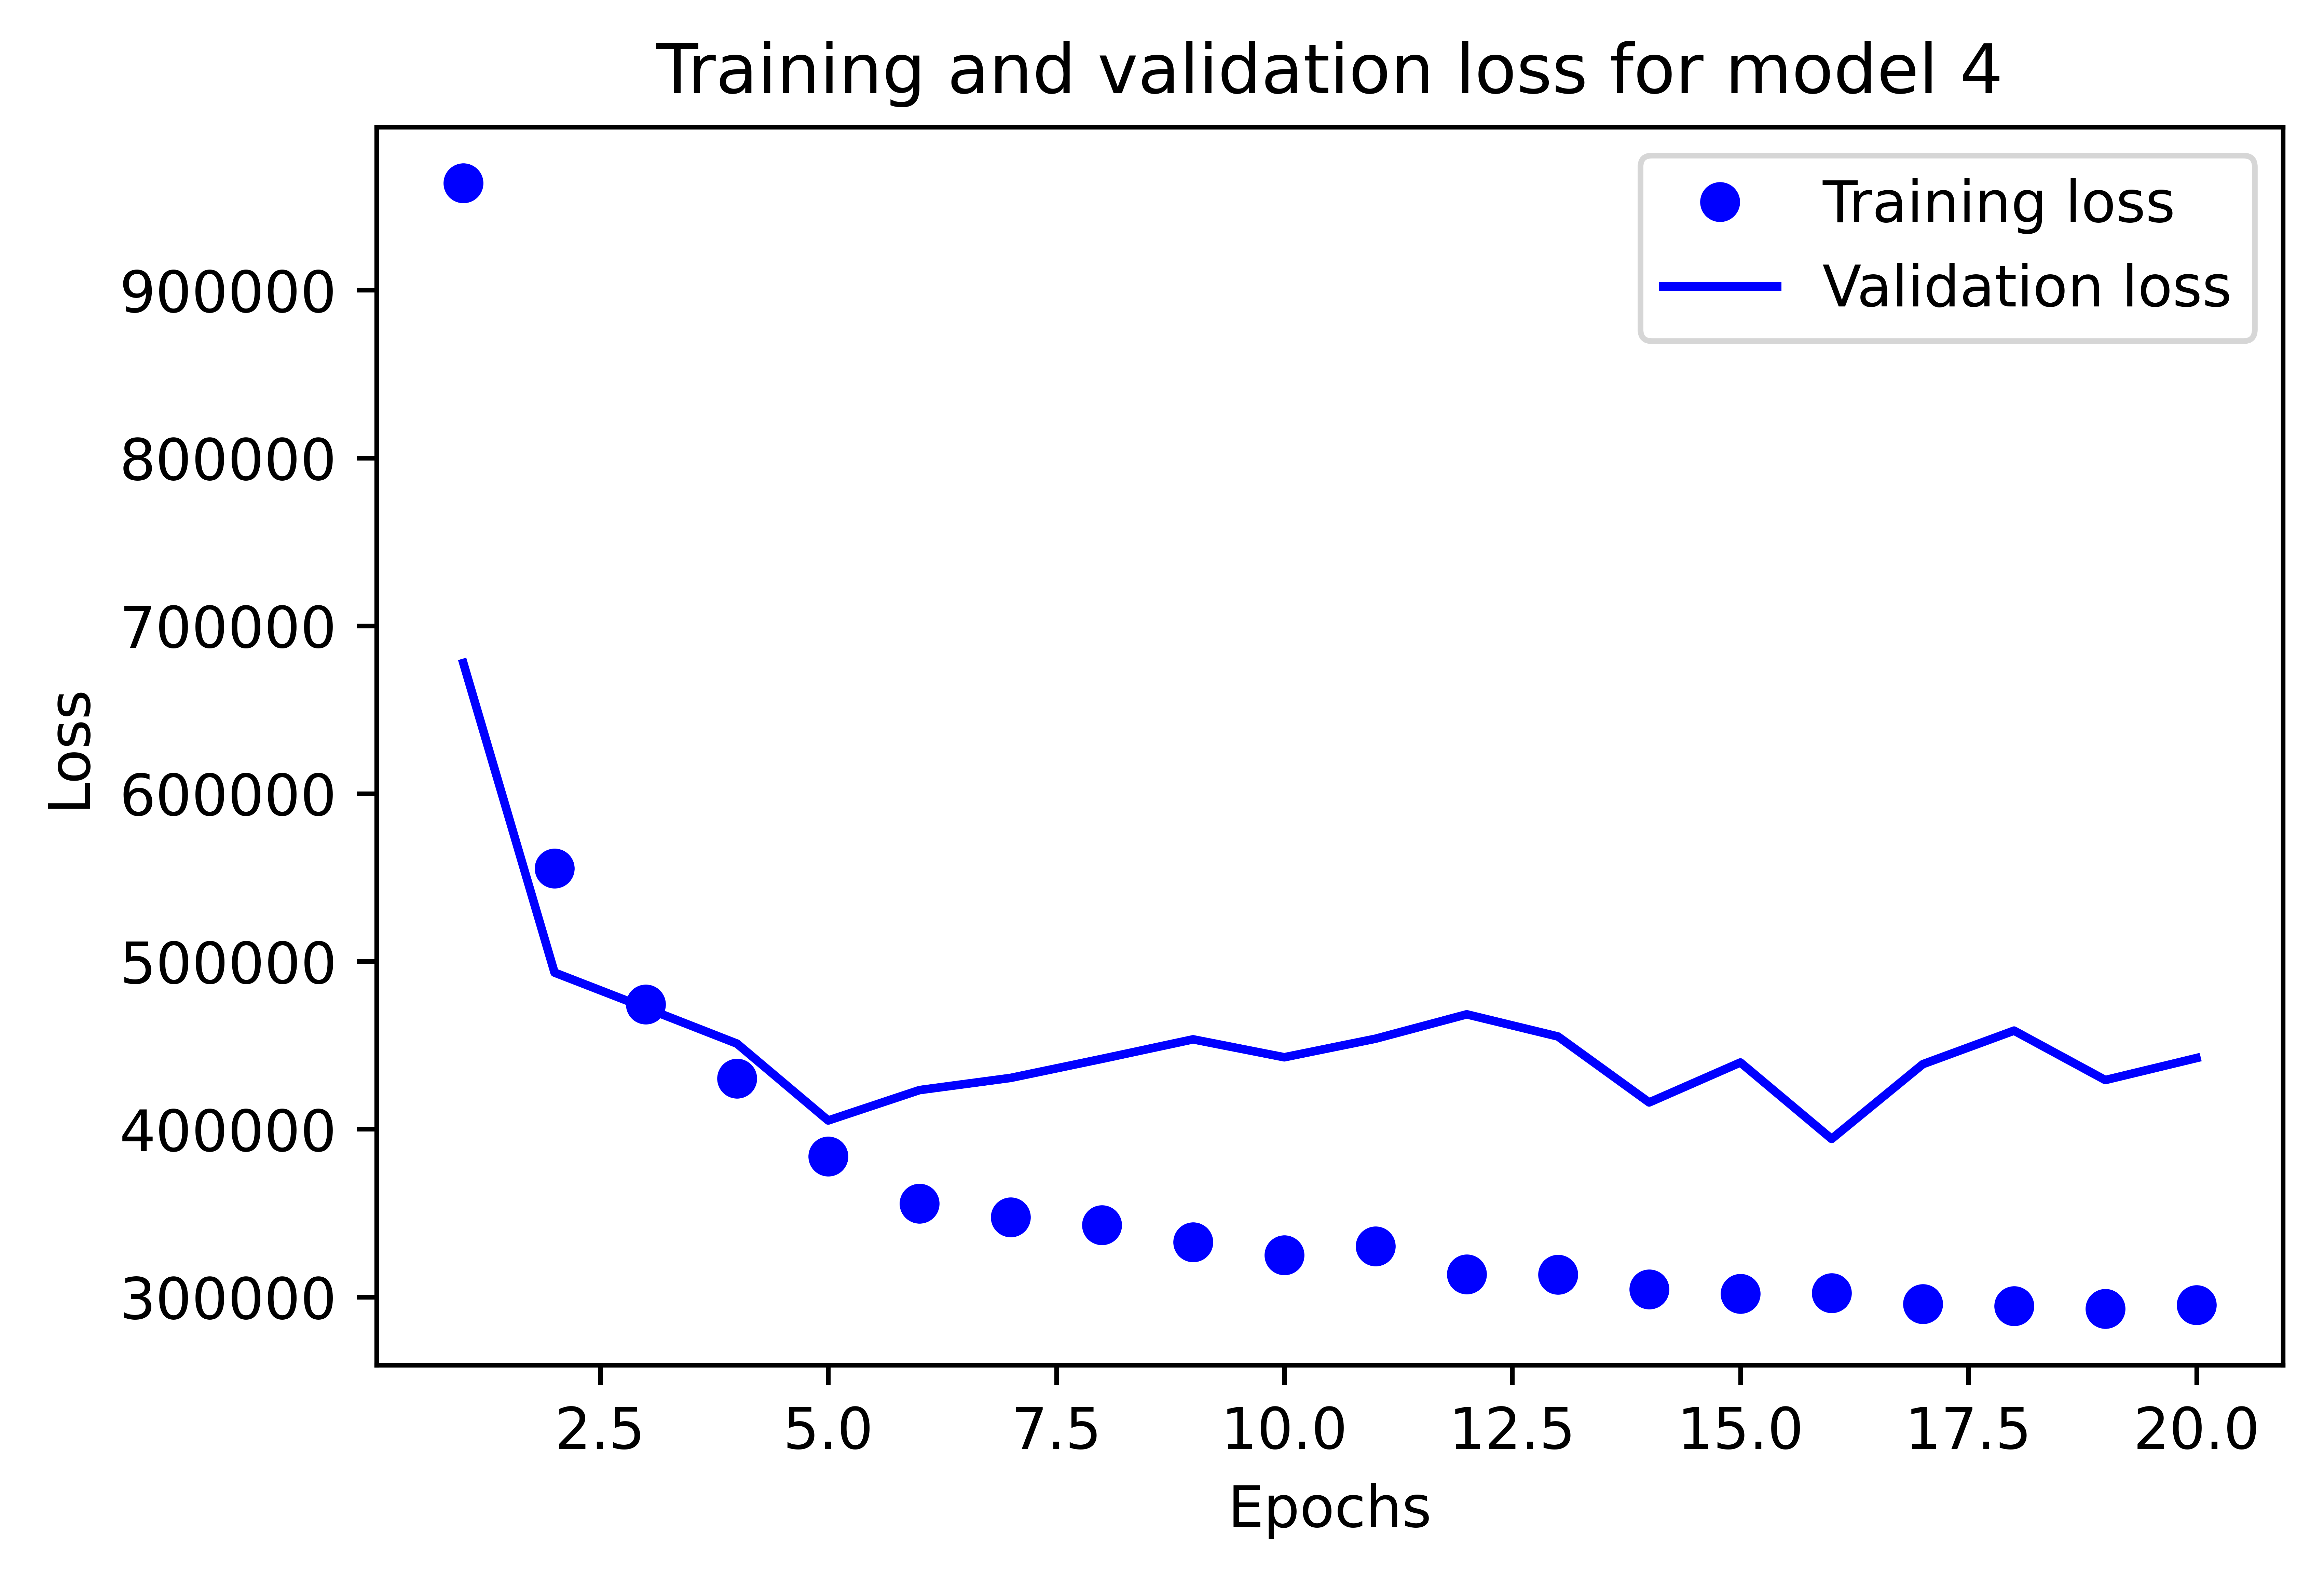 Training and validation loss for model 4
Training loss
Validation loss
900000
800000
700000
600000
500000
400000
300000
Loss
2.5 5.0 7.5 10.0 12.5 15.0 17.5 20.0
Epochs